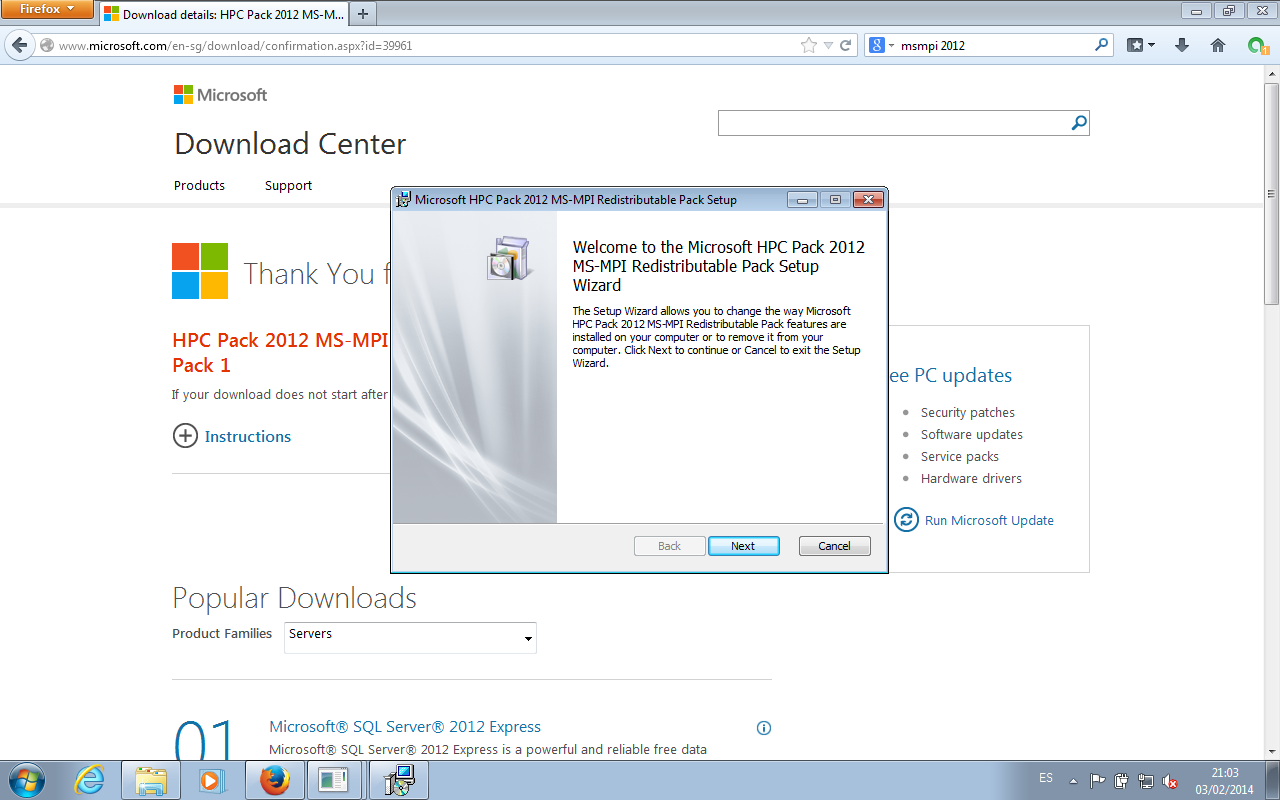 Firefox
Download details: HPC Pack 2012 MS-M...
www.microsoft.com/en-sg/download/confirmation.aspx?id=39961
msmpi 2012
1
Microsoft
Download Center
Products
Support
Microsoft HPC Pack 2012 MS-MPI Redistributable Pack Setup
Welcome to the Microsoft HPC Pack 2012
MS-MPI Redistributable Pack Setup
Wizard
The Setup Wizard allows you to change the way Microsoft
HPC Pack 2012 MS-MPI Redistributable Pack features are
installed on your computer or to remove it from your
computer. Click Next to continue or Cancel to exit the Setup
Wizard.
Back
Next
Cancel
Thank You f
HPC Pack 2012 MS-MPI
Pack 1
If your download does not start after
Instructions
ee PC updates
Security patches
Software updates
Service packs
Hardware drivers
Run Microsoft Update
Popular Downloads
Product Families
Servers
01
Microsoft® SQL Server® 2012 Express
Microsoft® SQL Server® 2012 Express is a powerful and reliable free data
ES
21:03
03/02/2014